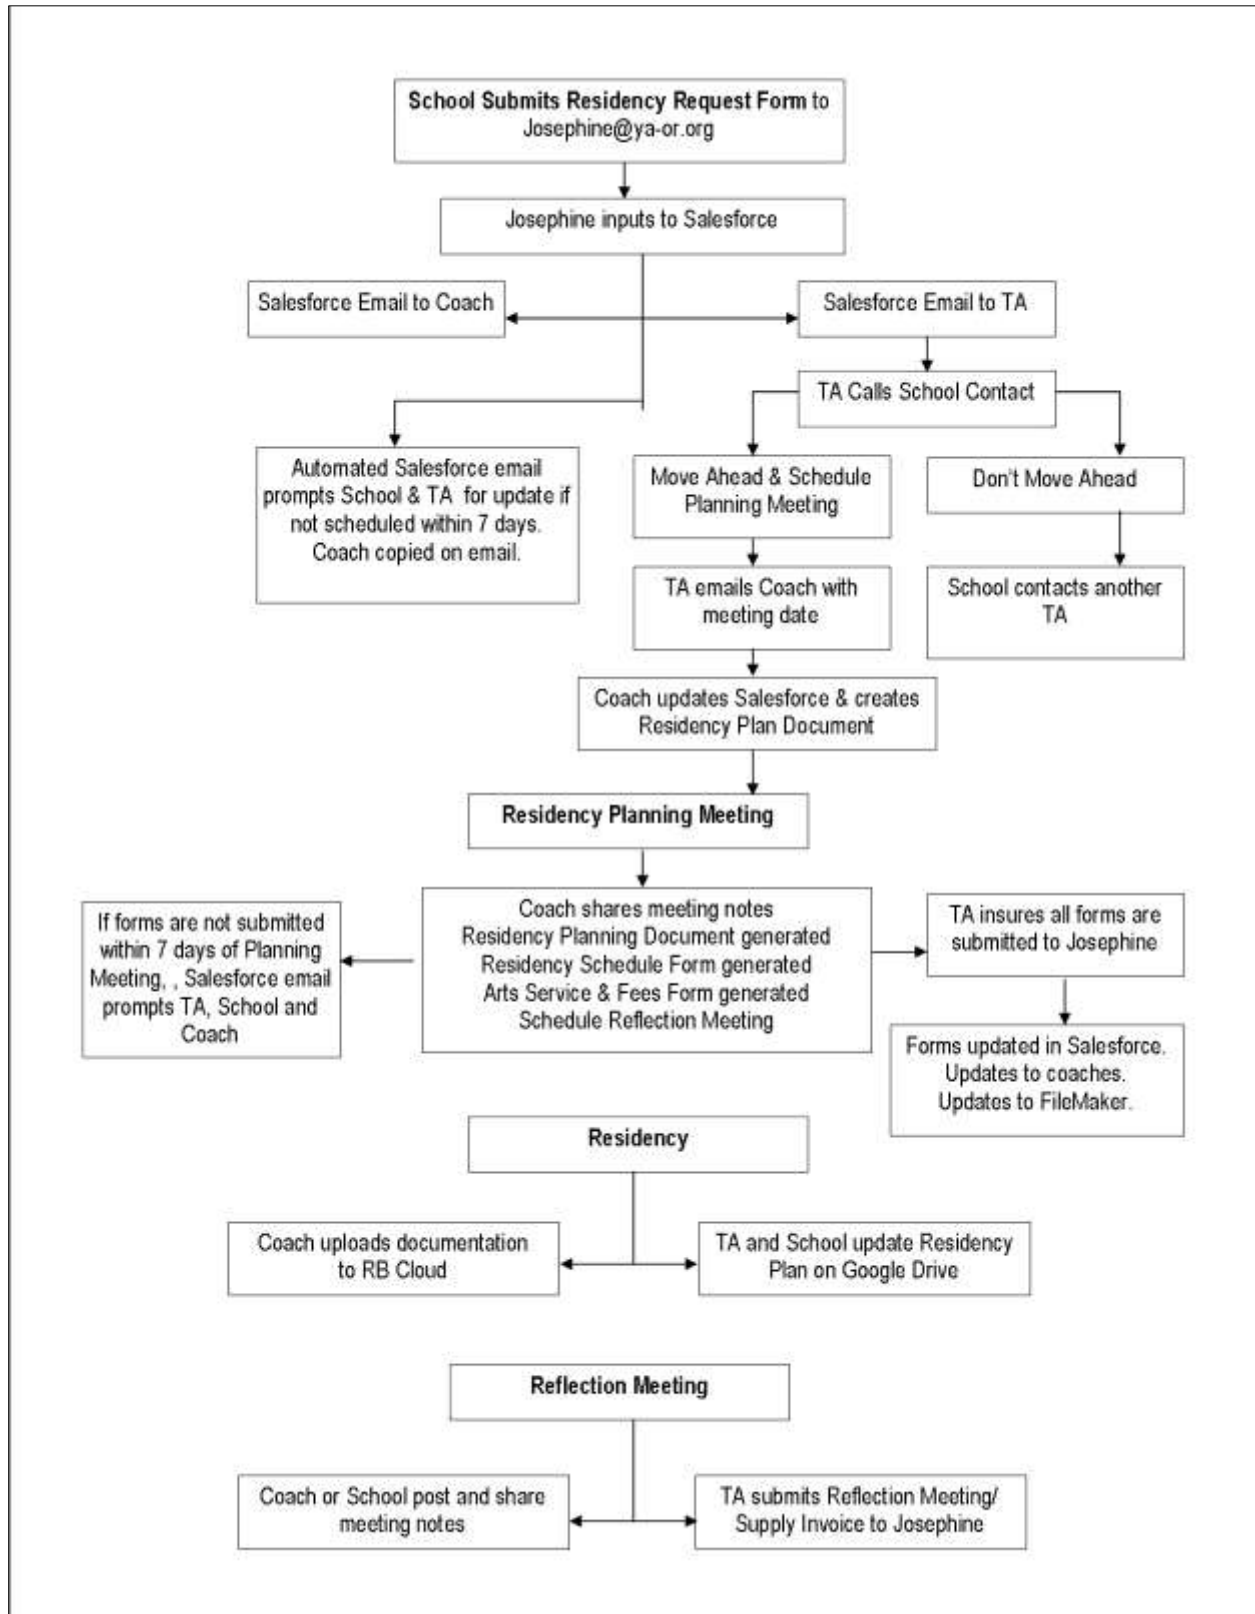 School Submits Residency Request Form to
Josephine@ya-or.org
Josephine inputs to Salesforce
Salesforce Email to Coach
Salesforce Email to TA
TA Calls School Contact
Automated Salesforce email
prompts School & TA for update if
not scheduled within 7 days.
Coach copied on email.
Move Ahead & Schedule
Planning Meeting
Don't Move Ahead
TA emails Coach with
meeting date
School contacts another
TA
Coach updates Salesforce & creates
Residency Plan Document
Residency Planning Meeting
If forms are not submitted
within 7 days of Planning
Meeting, , Salesforce email
prompts TA, School and
Coach
Coach shares meeting notes
Residency Planning Document generated
Residency Schedule Form generated
Arts Service & Fees Form generated
Schedule Reflection Meeting
TA insures all forms are
submitted to Josephine
Forms updated in Salesforce.
Updates to coaches.
Updates to FileMaker.
Residency
Coach uploads documentation
to RB Cloud
TA and School update Residency
Plan on Google Drive
Reflection Meeting
Coach or School post and share
meeting notes
TA submits Reflection Meeting/
Supply Invoice to Josephine